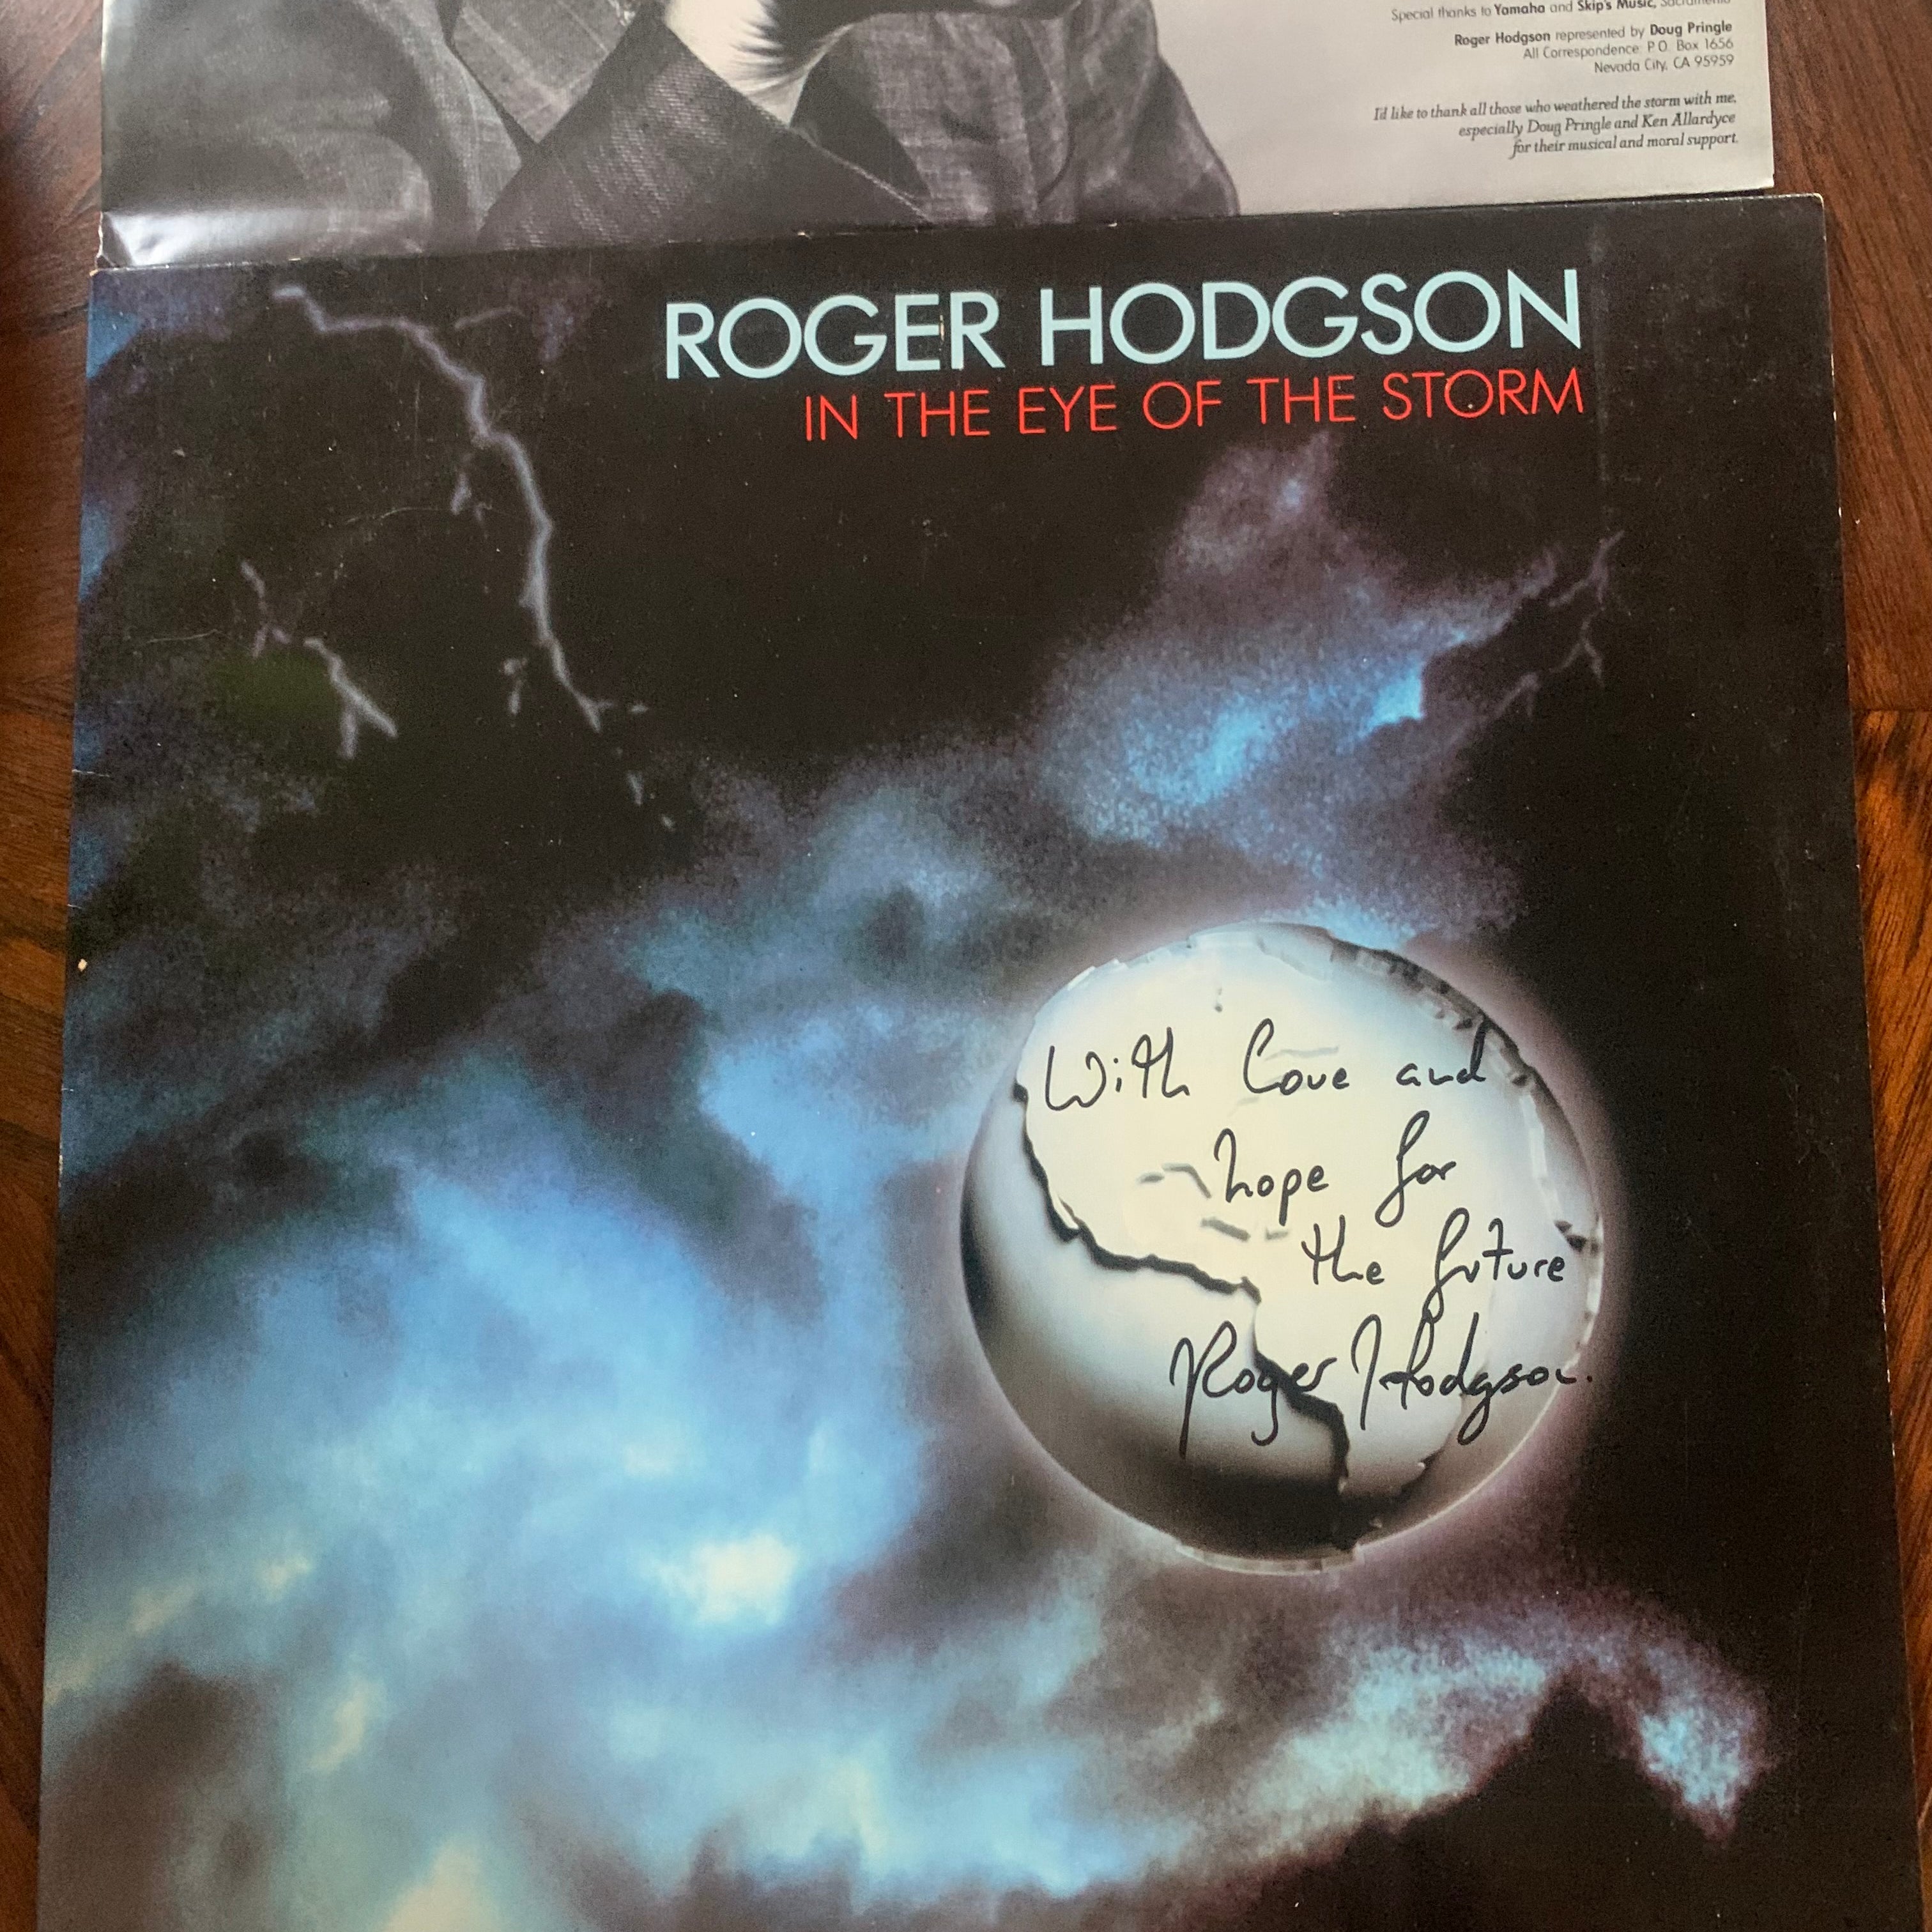 Special thanks to Yamaha and Skip's Music, Sacramento
Roger Hodgson represented by Doug Pringle
All Correspondence: P.O. Box 1656
Nevada City, CA 95959
I'd like to thank all those who weathered the storm with me,
especially Doug Pringle and Ken Allardyce
for their musical and moral support.
ROGER HODGSON
IN THE EYE OF THE STORM
With Love and
hope for
the future
Roger Hodgson.